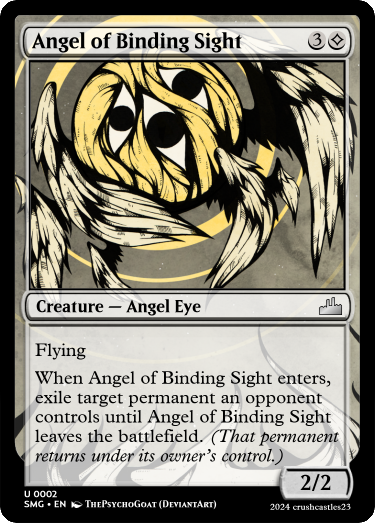 Angel of Binding Sight 3
Creature — Angel Eye
Flying
When Angel of Binding Sight enters,
exile target permanent an opponent
controls until Angel of Binding Sight
leaves the battlefield. (That permanent
returns under its owner's control.)
2/2
U 0002
SMG • EN ThePsychoGoat (DeviantArt)
2024 crushcastles23